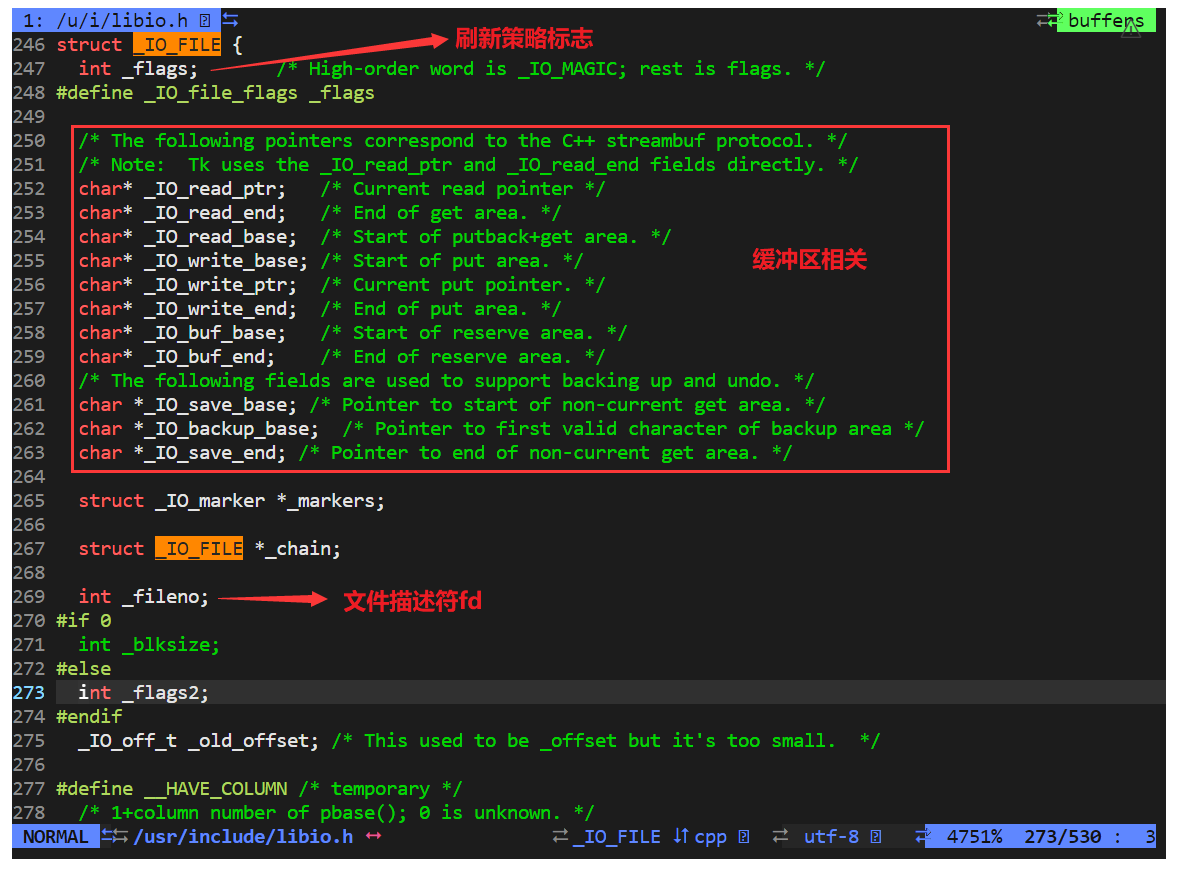 1: /u/i/libio.h buffers
246 struct _IO_FILE { 刷新策略标志
247 int _flags; /* High-order word is _IO_MAGIC; rest is flags. */
248 #define _IO_file_flags _flags
249
250 /* The following pointers correspond to the C++ streambuf protocol. */
251 /* Note:  Tk uses the _IO_read_ptr and _IO_read_end fields directly. */
252 char* _IO_read_ptr; /* Current read pointer */
253 char* _IO_read_end; /* End of get area. */
254 char* _IO_read_base; /* Start of putback+get area. */
255 char* _IO_write_base; /* Start of put area. */ 缓冲区相关
256 char* _IO_write_ptr; /* Current put pointer. */
257 char* _IO_write_end; /* End of put area. */
258 char* _IO_buf_base; /* Start of reserve area. */
259 char* _IO_buf_end; /* End of reserve area. */
260 /* The following fields are used to support backing up and undo. */
261 char *_IO_save_base; /* Pointer to start of non-current get area. */
262 char *_IO_backup_base; /* Pointer to first valid character of backup area */
263 char *_IO_save_end; /* Pointer to end of non-current get area. */
264
265 struct _IO_marker *_markers;
266
267 struct _IO_FILE *_chain;
268
269 int _fileno; 文件描述符fd
270 #if 0
271 int _blksize;
272 #else
273 int _flags2;
274 #endif
275 _IO_off_t _old_offset; /* This used to be _offset but it's too small.  */
276
277 #define __HAVE_COLUMN /* temporary */
278 /* 1+column number of pbase(); 0 is unknown. */
NORMAL /usr/include/libio.h _IO_FILE cpp utf-8 4751% 273/530 : 3